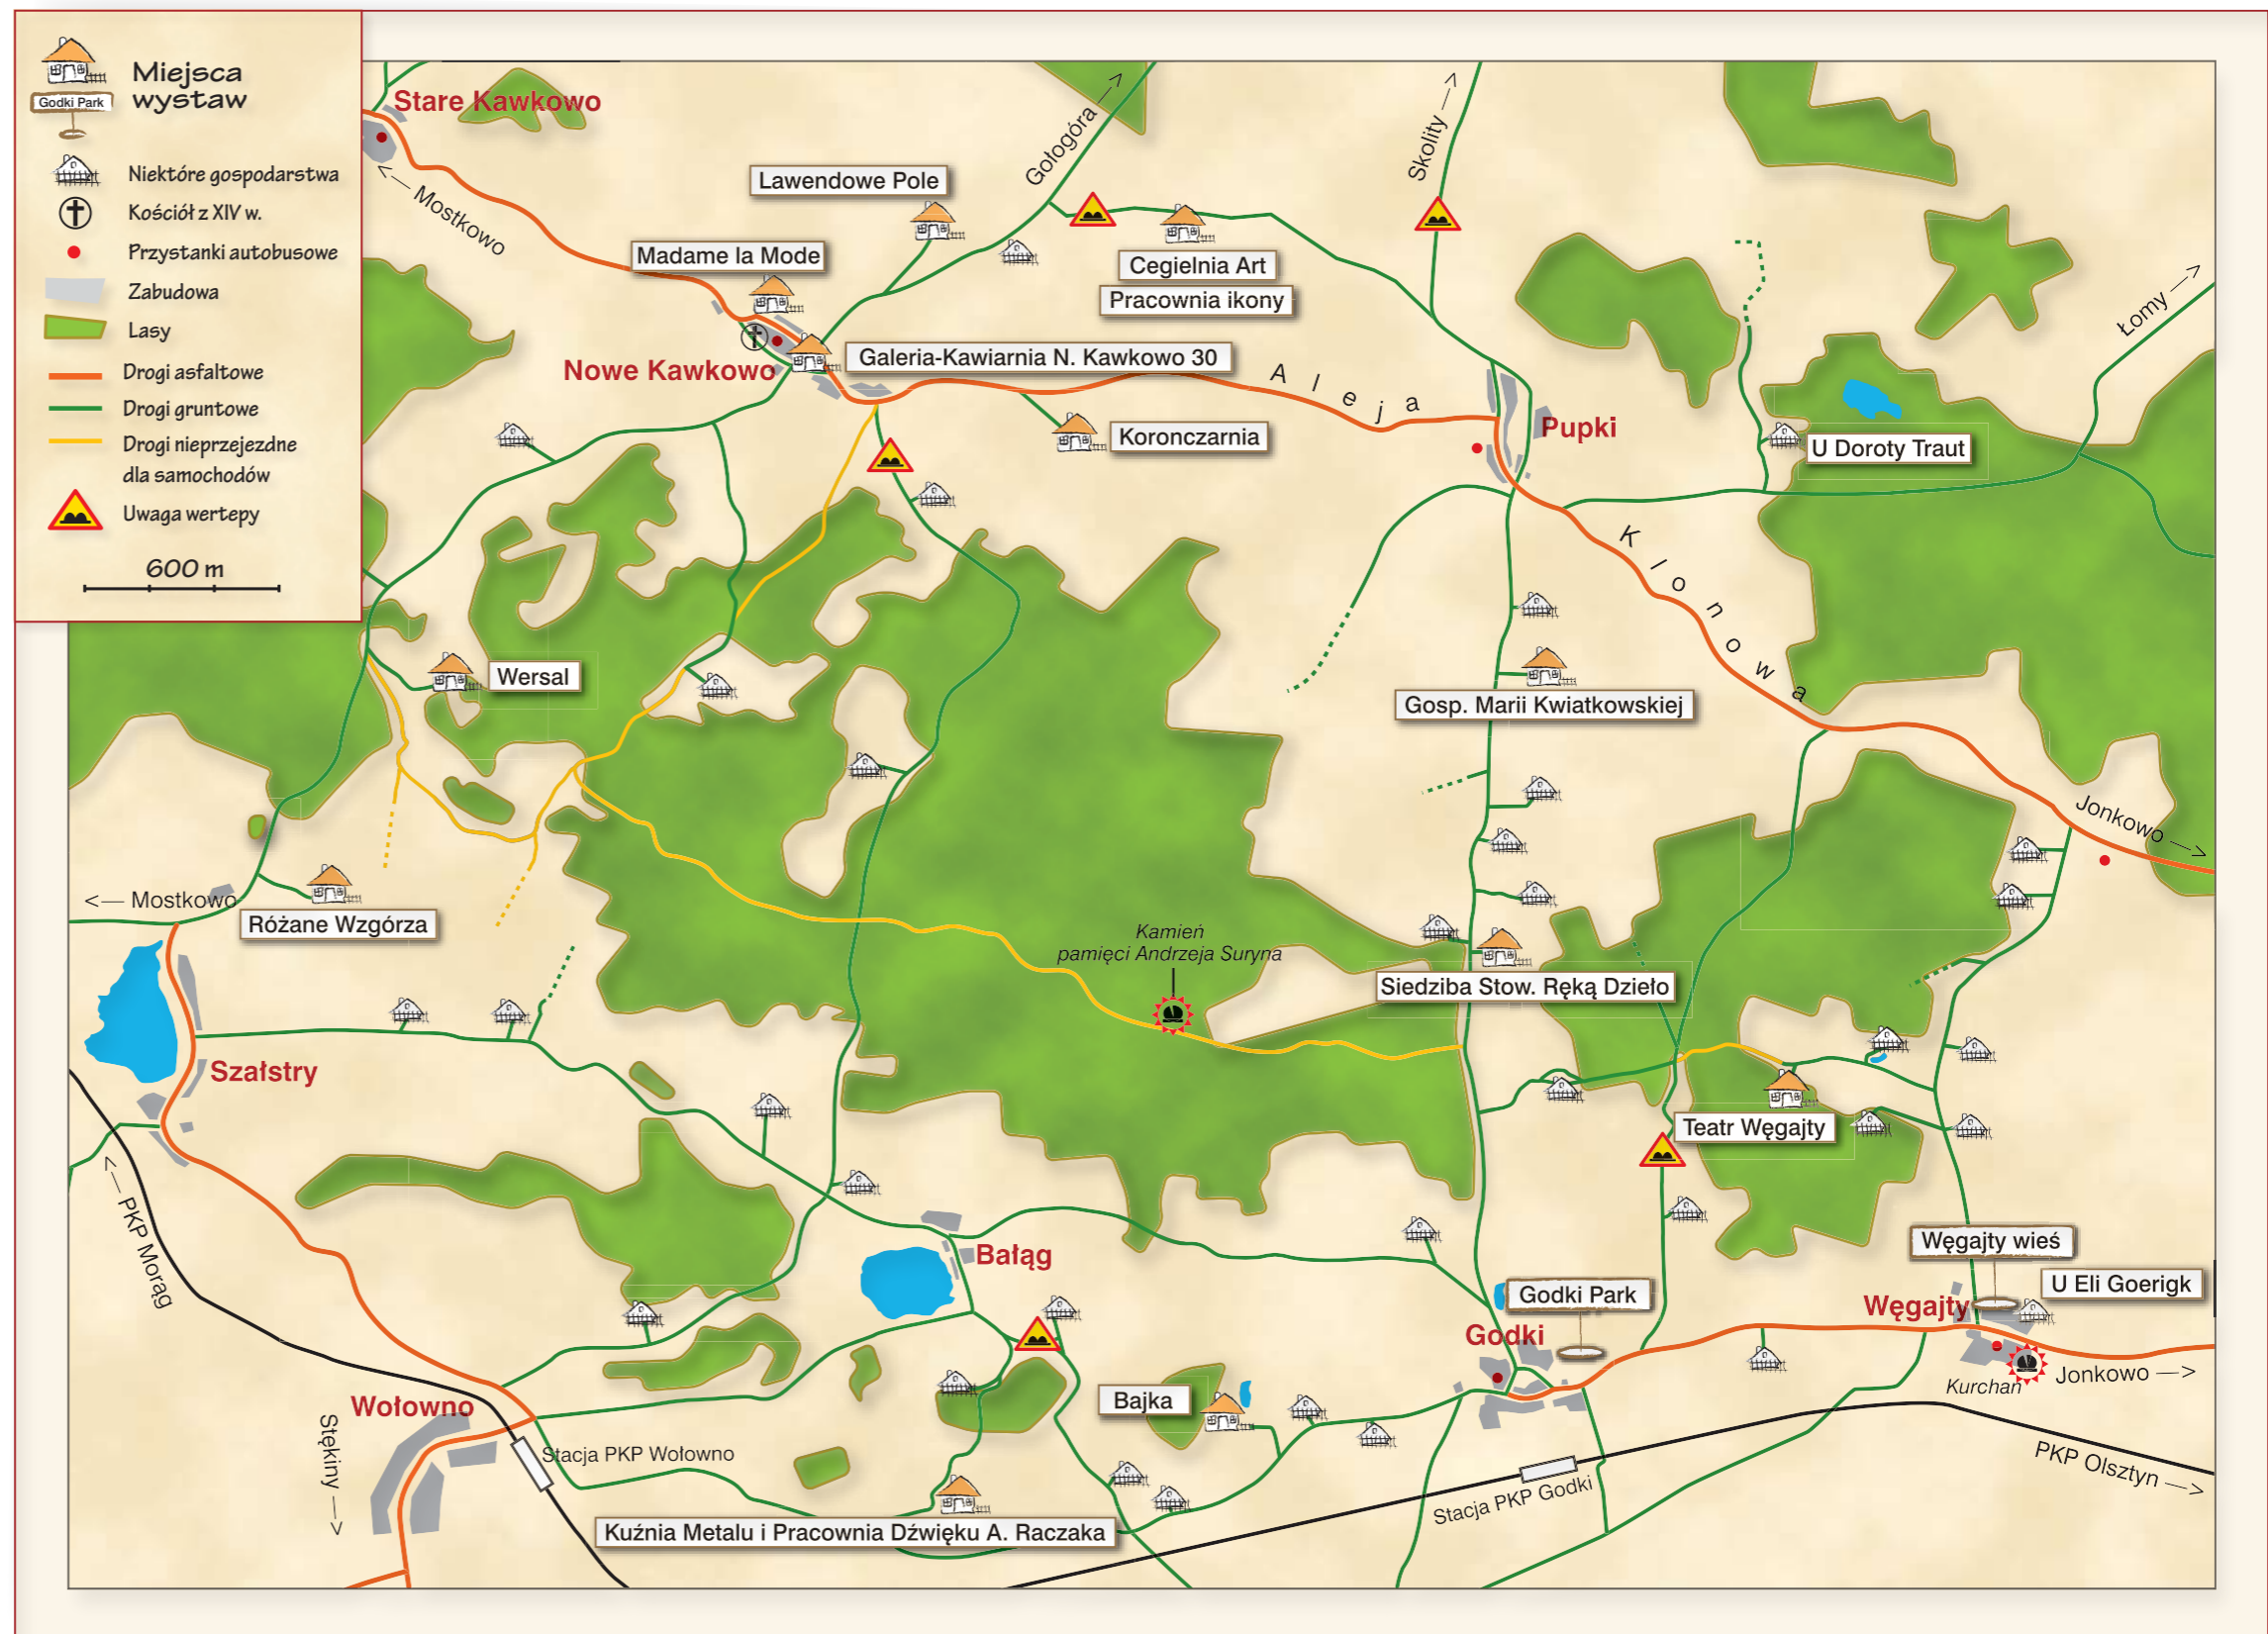 Miejsca
wystaw
Godki Park
Niektóre gospodarstwa
Kościół z XIV w.
Przystanki autobusowe
Zabudowa
Lasy
Drogi asfaltowe
Drogi gruntowe
Drogi nieprzejezdne
dla samochodów
Uwaga wertepy
600 m
Stare Kawkowo
<— Mostkowo
Gołogóra —>
Skolity —>
Lawendowe Pole
Madame la Mode
Cegielnia Art
Pracownia ikony
Łomy —>
Nowe Kawkowo
Galeria-Kawiarnia N. Kawkowo 30
Aleja
Koronczarnia
Pupki
U Doroty Traut
Klonowa
Wersal
Gosp. Marii Kwiatkowskiej
Jonkowo —>
<— Mostkowo
Różane Wzgórza
Kamień
pamięci Andrzeja Suryna
Siedziba Stow. Ręką Dzieło
Szałstry
Teatr Węgajty
<— PKP Morąg
Bałąg
Węgajty wieś
U Eli Goerigk
Godki Park
Węgajty
Godki
Kurchan
Jonkowo —>
Bajka
Wołowno
Stękiny —>
Stacja PKP Wołowno
Stacja PKP Godki
PKP Olsztyn —>
Kuźnia Metalu i Pracownia Dźwięku A. Raczaka